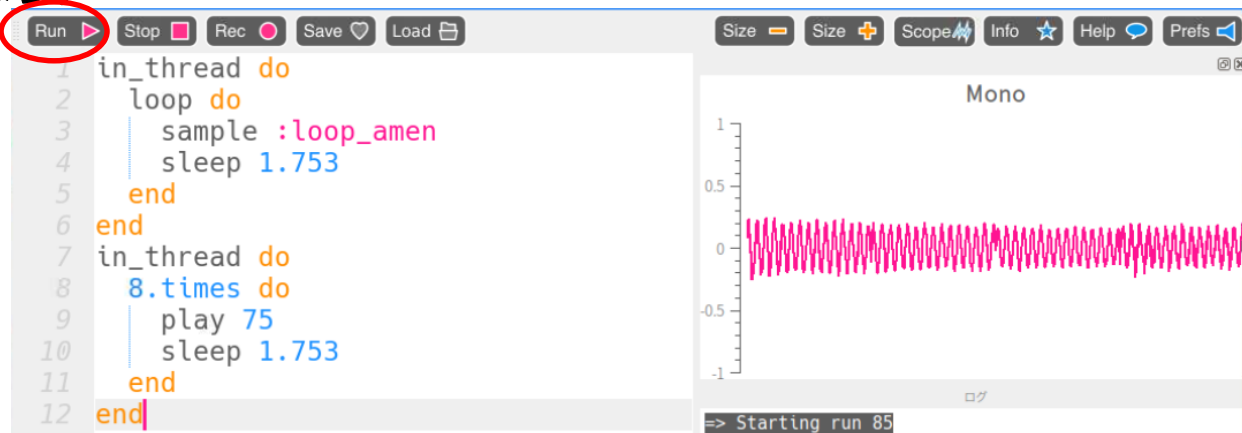 Run Stop Rec Save Load Size Size Scope Info Help Prefs
1 in_thread do
2 loop do
3 sample :loop_amen
4 sleep 1.753
5 end
6 end
7 in_thread do
8 8.times do
9 play 75
10 sleep 1.753
11 end
12 end
Mono
1
0.5
0
-0.5
-1
ログ
=> Starting run 85